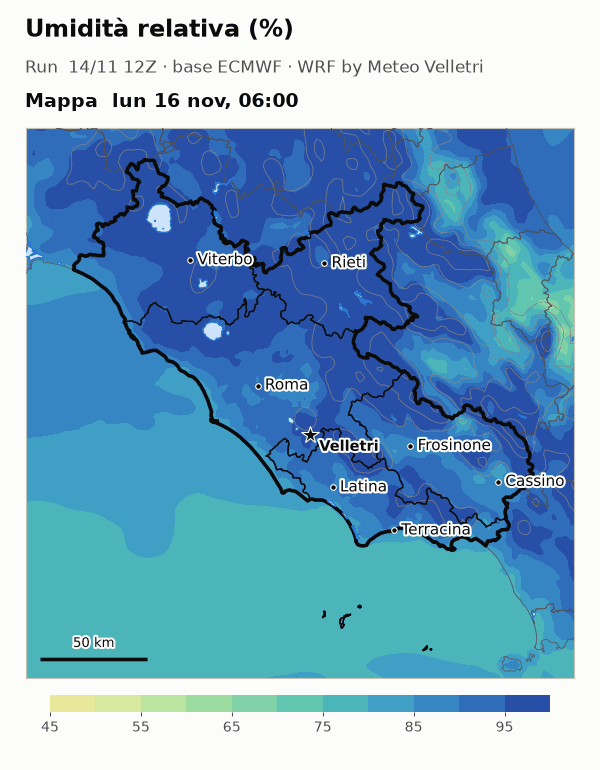 Umidità relativa (%)
Run 14/11 12Z · base ECMWF · WRF by Meteo Velletri
Mappa lun 16 nov, 06:00
Viterbo
Rieti
Roma
Velletri
Frosinone
Cassino
Latina
Terracina
50 km
45 55 65 75 85 95